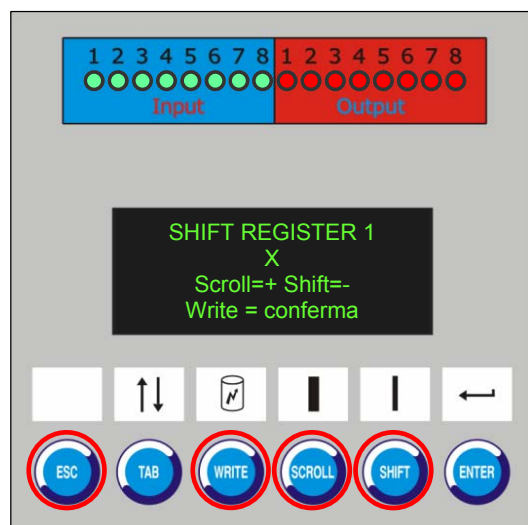 1 2 3 4 5 6 7 8 1 2 3 4 5 6 7 8
Input Output
SHIFT REGISTER 1
X
Scroll=+ Shift=-
Write = conferma
ESC TAB WRITE SCROLL SHIFT ENTER